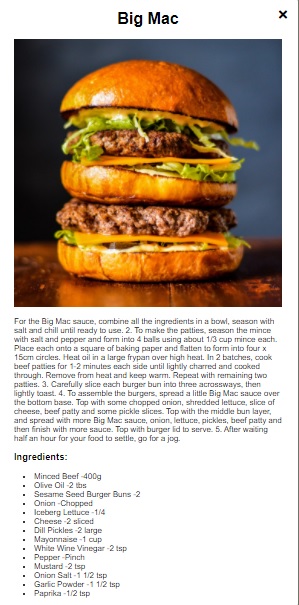 Big Mac
×
For the Big Mac sauce, combine all the ingredients in a bowl, season with
salt and chill until ready to use. 2. To make the patties, season the mince
with salt and pepper and form into 4 balls using about 1/3 cup mince each.
Place each onto a square of baking paper and flatten to form into four x
15cm circles. Heat oil in a large frypan over high heat. In 2 batches, cook
beef patties for 1-2 minutes each side until lightly charred and cooked
through. Remove from heat and keep warm. Repeat with remaining two
patties. 3. Carefully slice each burger bun into three acrossways, then
lightly toast. 4. To assemble the burgers, spread a little Big Mac sauce over
the bottom base. Top with some chopped onion, shredded lettuce, slice of
cheese, beef patty and some pickle slices. Top with the middle bun layer,
and spread with more Big Mac sauce, onion, lettuce, pickles, beef patty and
then finish with more sauce. Top with burger lid to serve. 5. After waiting
half an hour for your food to settle, go for a jog.
Ingredients:
• Minced Beef -400g
• Olive Oil -2 tbs
• Sesame Seed Burger Buns -2
• Onion -Chopped
• Iceberg Lettuce -1/4
• Cheese -2 sliced
• Dill Pickles -2 large
• Mayonnaise -1 cup
• White Wine Vinegar -2 tsp
• Pepper -Pinch
• Mustard -2 tsp
• Onion Salt -1 1/2 tsp
• Garlic Powder -1 1/2 tsp
• Paprika -1/2 tsp